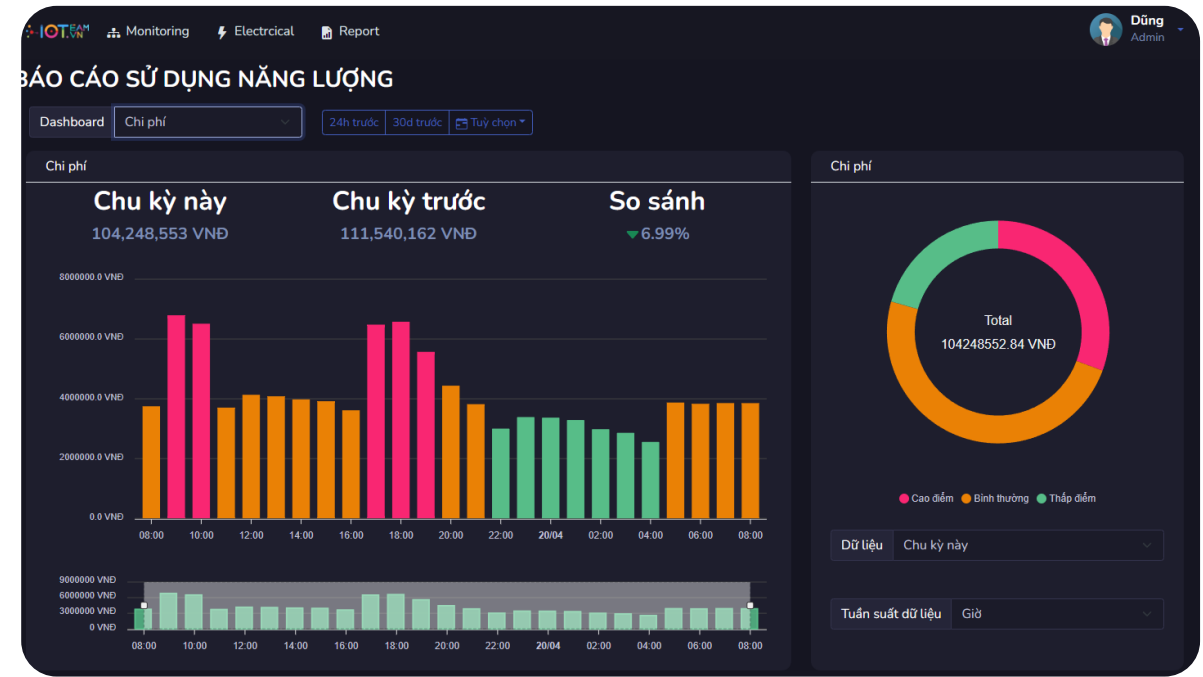 IOTEAM.VN
Monitoring
Electrcical
Report
Dũng
Admin
BÁO CÁO SỬ DỤNG NĂNG LƯỢNG
Dashboard Chi phí
24h trước 30d trước Tuỳ chọn
Chi phí
Chu kỳ này Chu kỳ trước So sánh
104,248,553 VNĐ 111,540,162 VNĐ 6.99%
8000000.0 VNĐ
6000000.0 VNĐ
4000000.0 VNĐ
2000000.0 VNĐ
0.0 VNĐ
08:00 10:00 12:00 14:00 16:00 18:00 20:00 22:00 20/04 02:00 04:00 06:00 08:00
9000000 VNĐ
6000000 VNĐ
3000000 VNĐ
0 VNĐ
08:00 10:00 12:00 14:00 16:00 18:00 20:00 22:00 20/04 02:00 04:00 06:00 08:00
Chi phí
Total
104248552.84 VNĐ
Cao điểm Bình thường Thấp điểm
Dữ liệu Chu kỳ này
Tuần suất dữ liệu Giờ